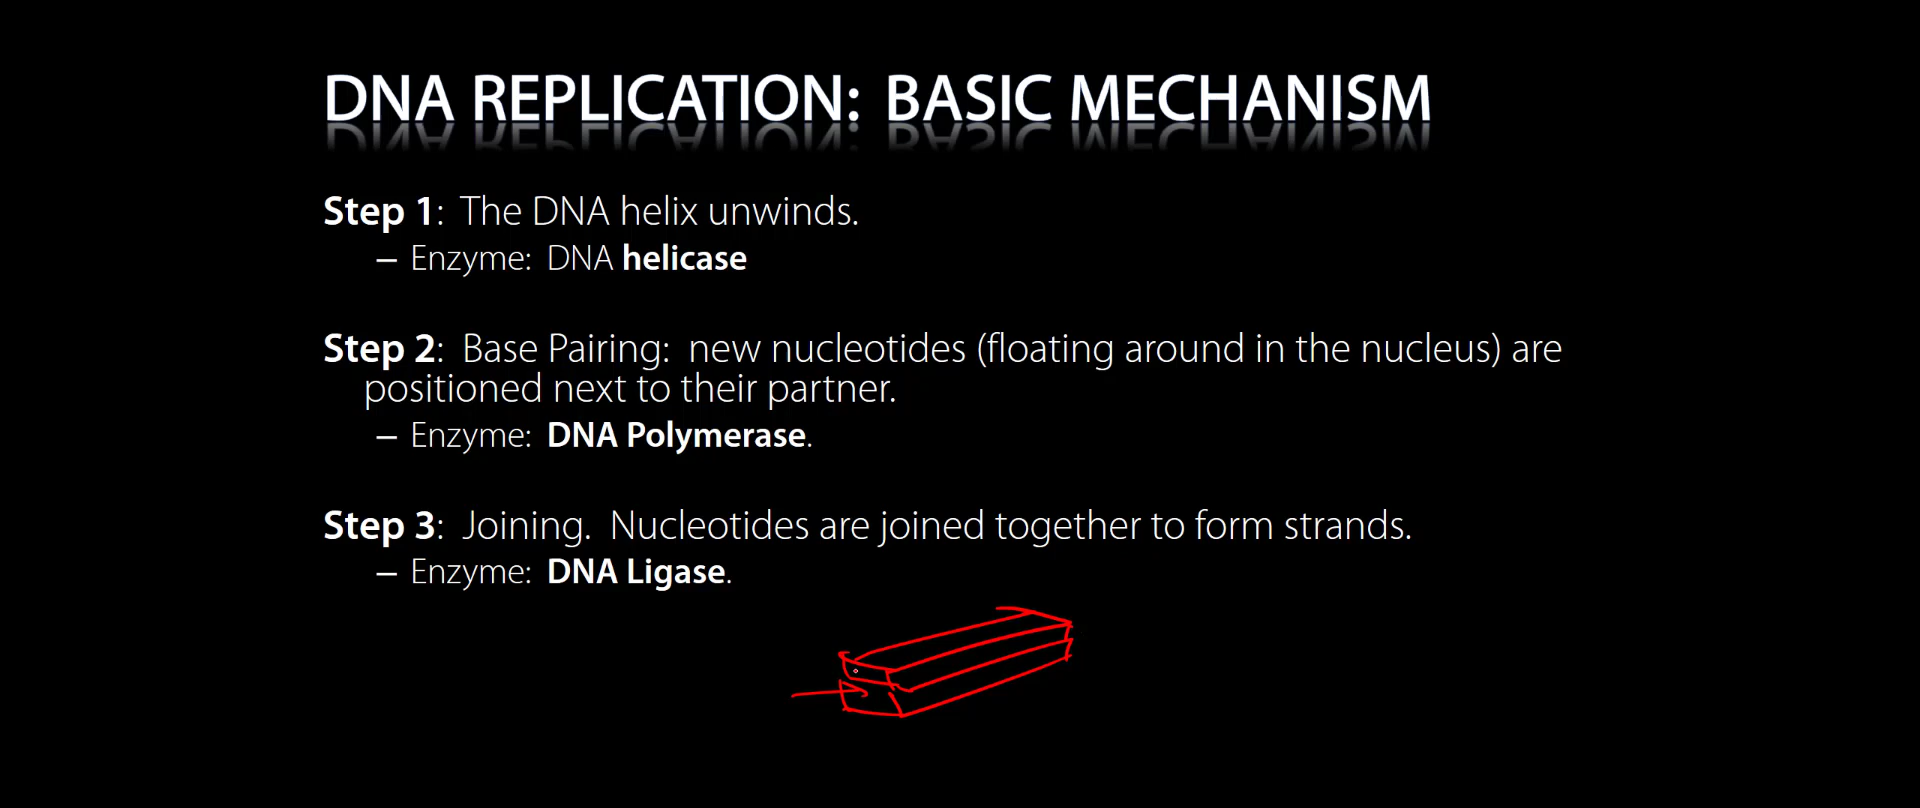 DNA REPLICATION: BASIC MECHANISM
Step 1: The DNA helix unwinds.
– Enzyme: DNA helicase
Step 2: Base Pairing: new nucleotides (floating around in the nucleus) are
positioned next to their partner.
– Enzyme: DNA Polymerase.
Step 3: Joining. Nucleotides are joined together to form strands.
– Enzyme: DNA Ligase.